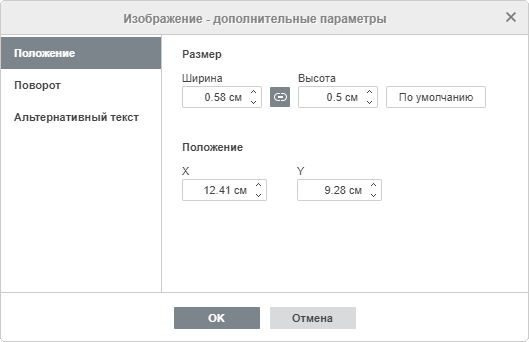 Изображение - дополнительные параметры
Положение
Поворот
Альтернативный текст
Размер
Ширина Высота
0.58 см 0.5 см По умолчанию
Положение
X Y
12.41 см 9.28 см
OK Отмена